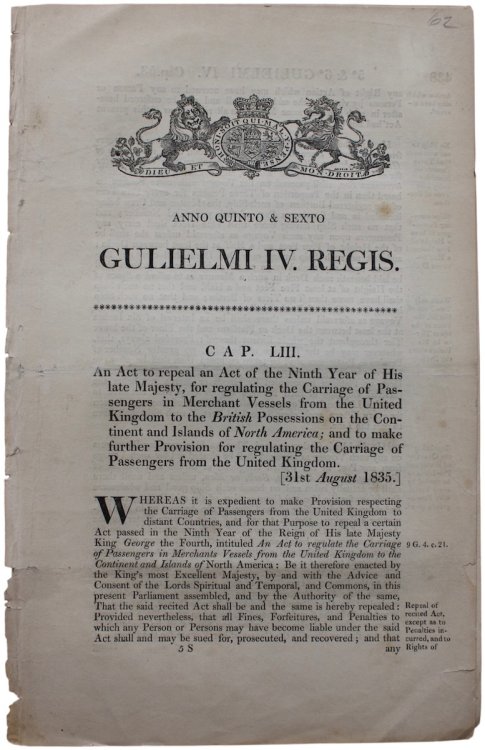 62
HONI·SOIT·QUI·MAL·Y·PENSE
DIEU ET MON DROIT
ANNO QUINTO & SEXTO
GULIELMI IV. REGIS.
CAP. LIII.
An Act to repeal an Act of the Ninth Year of His
late Majesty, for regulating the Carriage of Pas-
sengers in Merchant Vessels from the United
Kingdom to the British Possessions on the Con-
tinent and Islands of North America; and to make
further Provision for regulating the Carriage of
Passengers from the United Kingdom.
[31st August 1835.]
WHEREAS it is expedient to make Provision respecting
the Carriage of Passengers from the United Kingdom to
distant Countries, and for that Purpose to repeal a certain
Act passed in the Ninth Year of the Reign of His late Majesty
King George the Fourth, intituled An Act to regulate the Carriage
of Passengers in Merchants Vessels from the United Kingdom to the
Continent and Islands of North America: Be it therefore enacted by
the King's most Excellent Majesty, by and with the Advice and
Consent of the Lords Spiritual and Temporal, and Commons, in this
present Parliament assembled, and by the Authority of the same,
That the said recited Act shall be and the same is hereby repealed:
Provided nevertheless, that all Fines, Forfeitures, and Penalties to
which any Person or Persons may have become liable under the said
Act shall and may be sued for, prosecuted, and recovered; and that
5 S any
9 G. 4. c. 21.
Repeal of
recited Act,
except as to
Penalties in-
curred, and to
Rights of